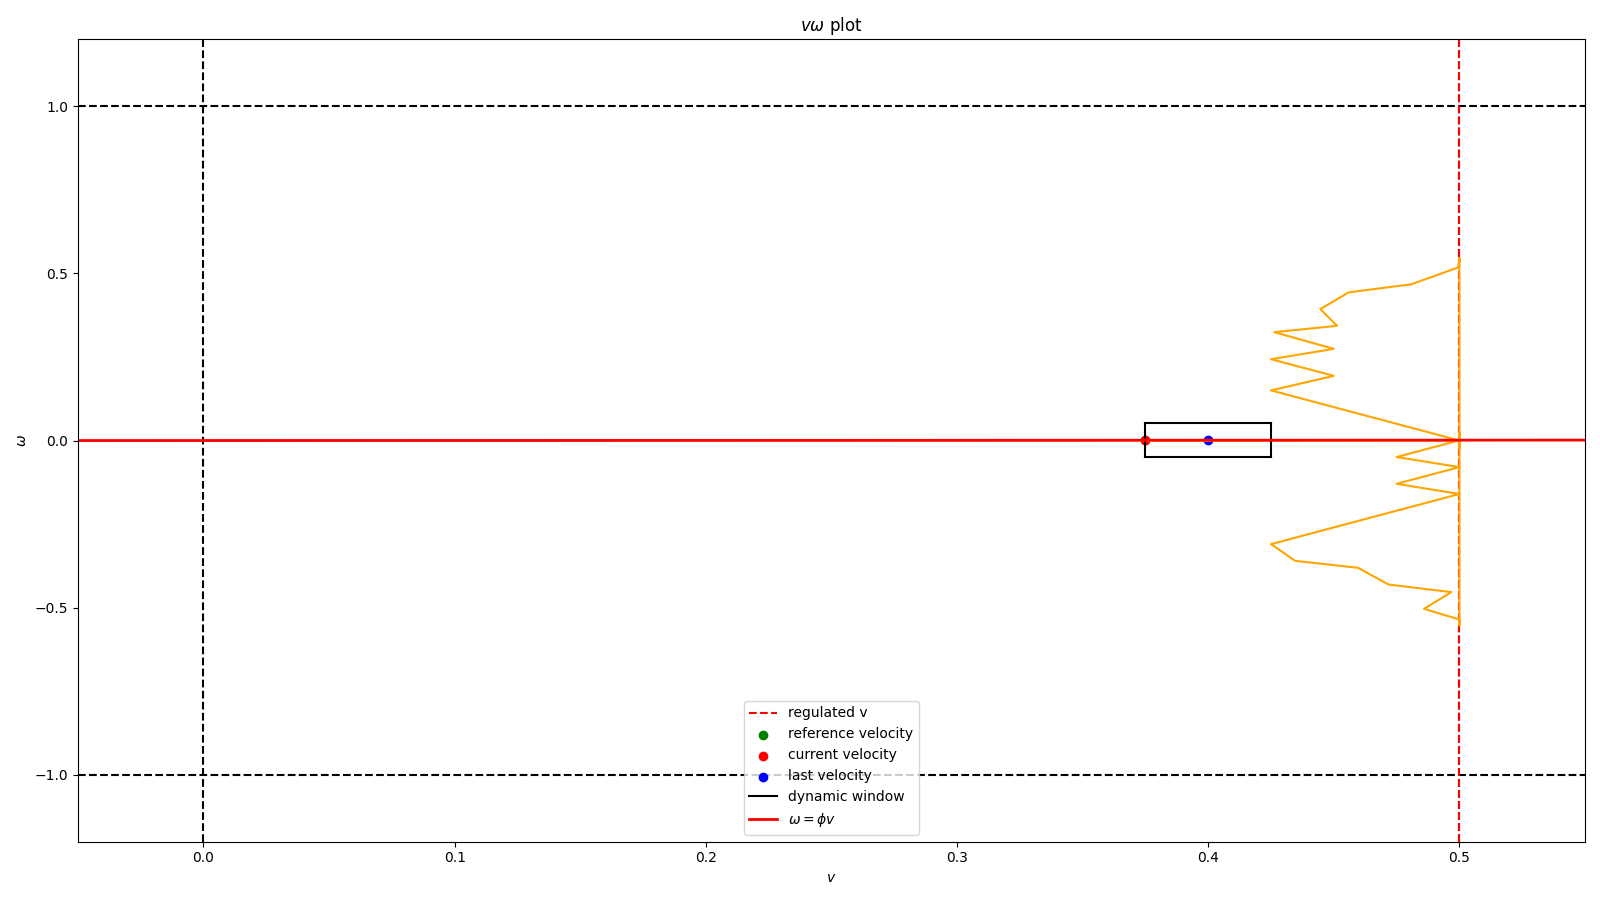 vω plot
1.0
0.5
0.0
−0.5
−1.0
ω
0.0 0.1 0.2 0.3 0.4 0.5
v
regulated v
reference velocity
current velocity
last velocity
dynamic window
ω = ϕv